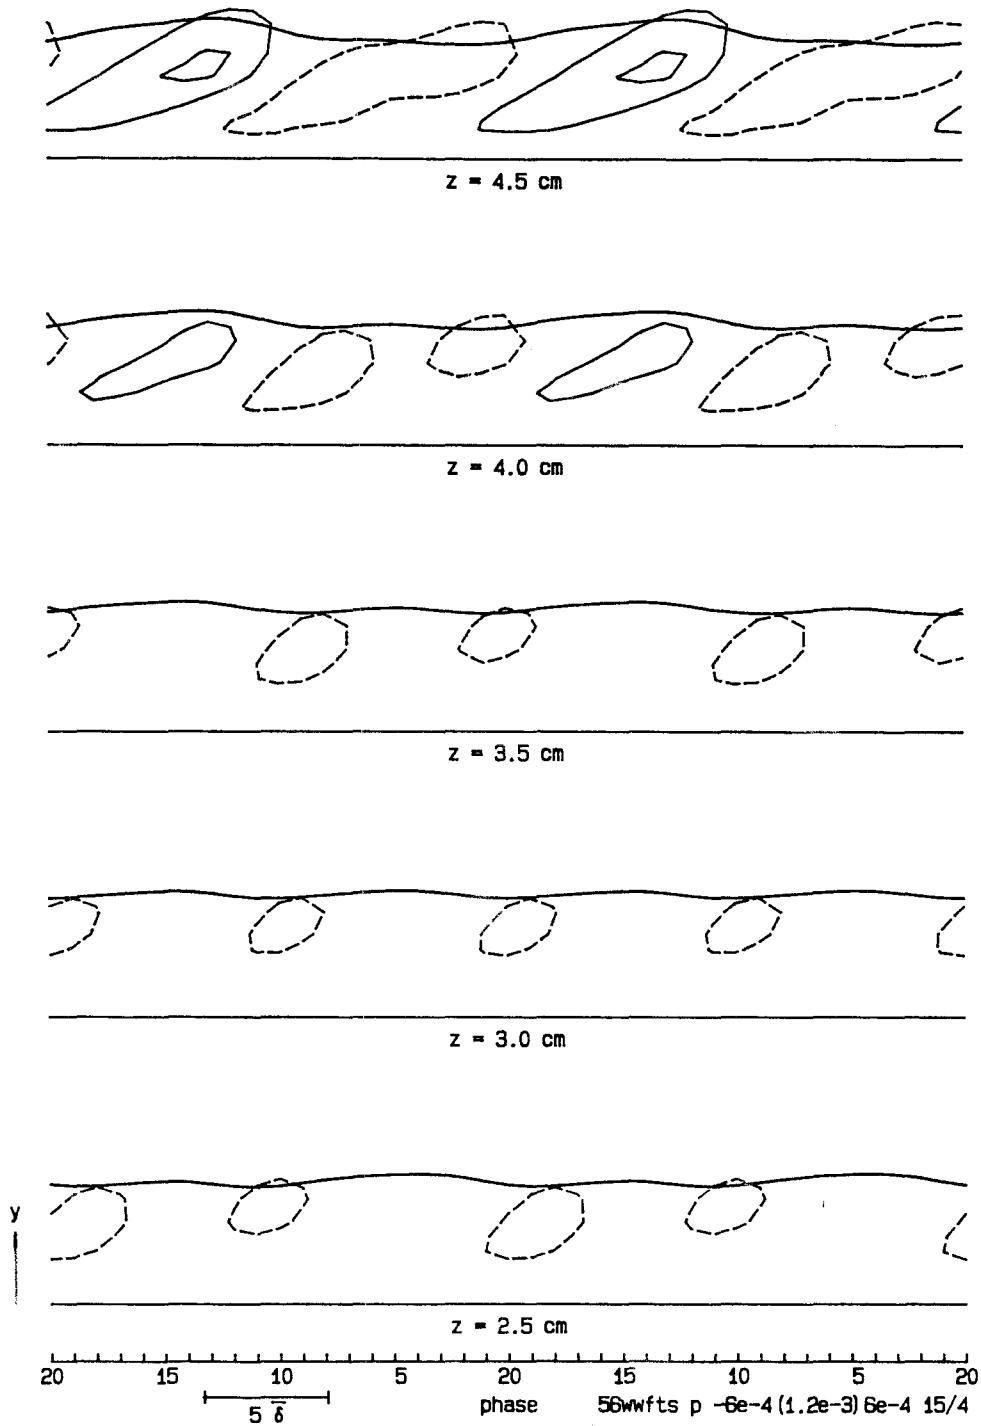 z = 4.5 cm
z = 4.0 cm
z = 3.5 cm
z = 3.0 cm
y
z = 2.5 cm
20 15 10 5 20 15 10 5 20
5 δ̅ phase 56wwfts p -6e-4(1.2e-3)6e-4 15/4